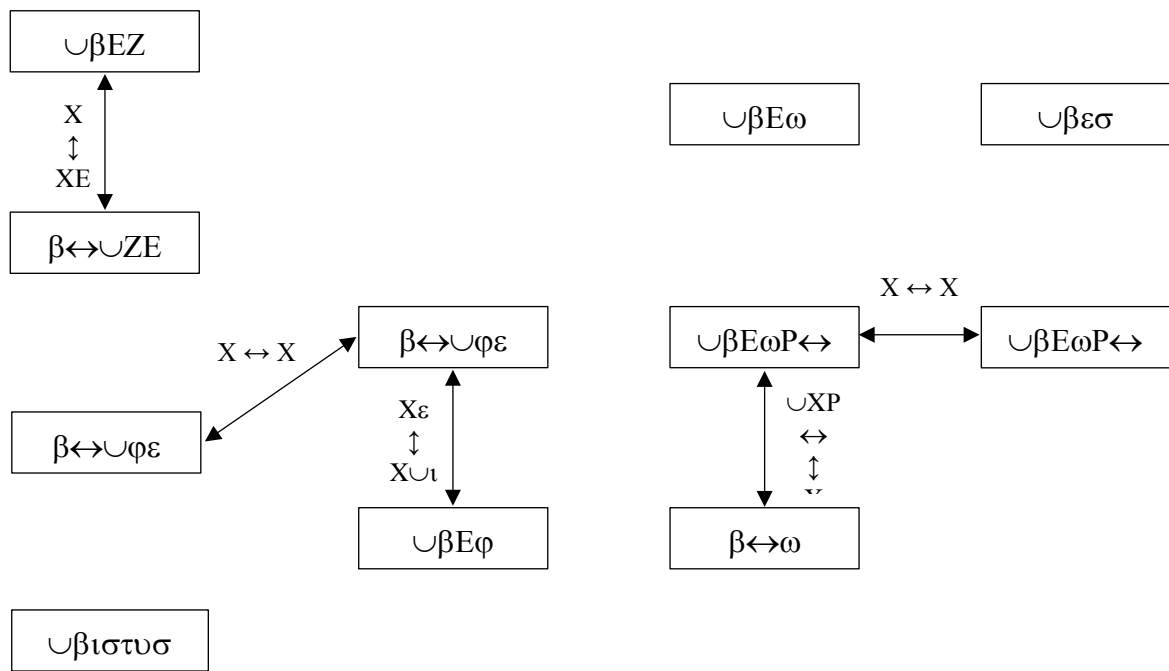 ∪βEZ
X
↕
XE
β↔∪ZE
∪βEω
∪βεσ
X ↔ X
β↔∪φε
X ↔ X
∪βEωP↔
∪βEωP↔
β↔∪φε
Xε
↕
X∪ι
∪XP
↔
↕
∪βEφ
β↔ω
∪βιστυσ